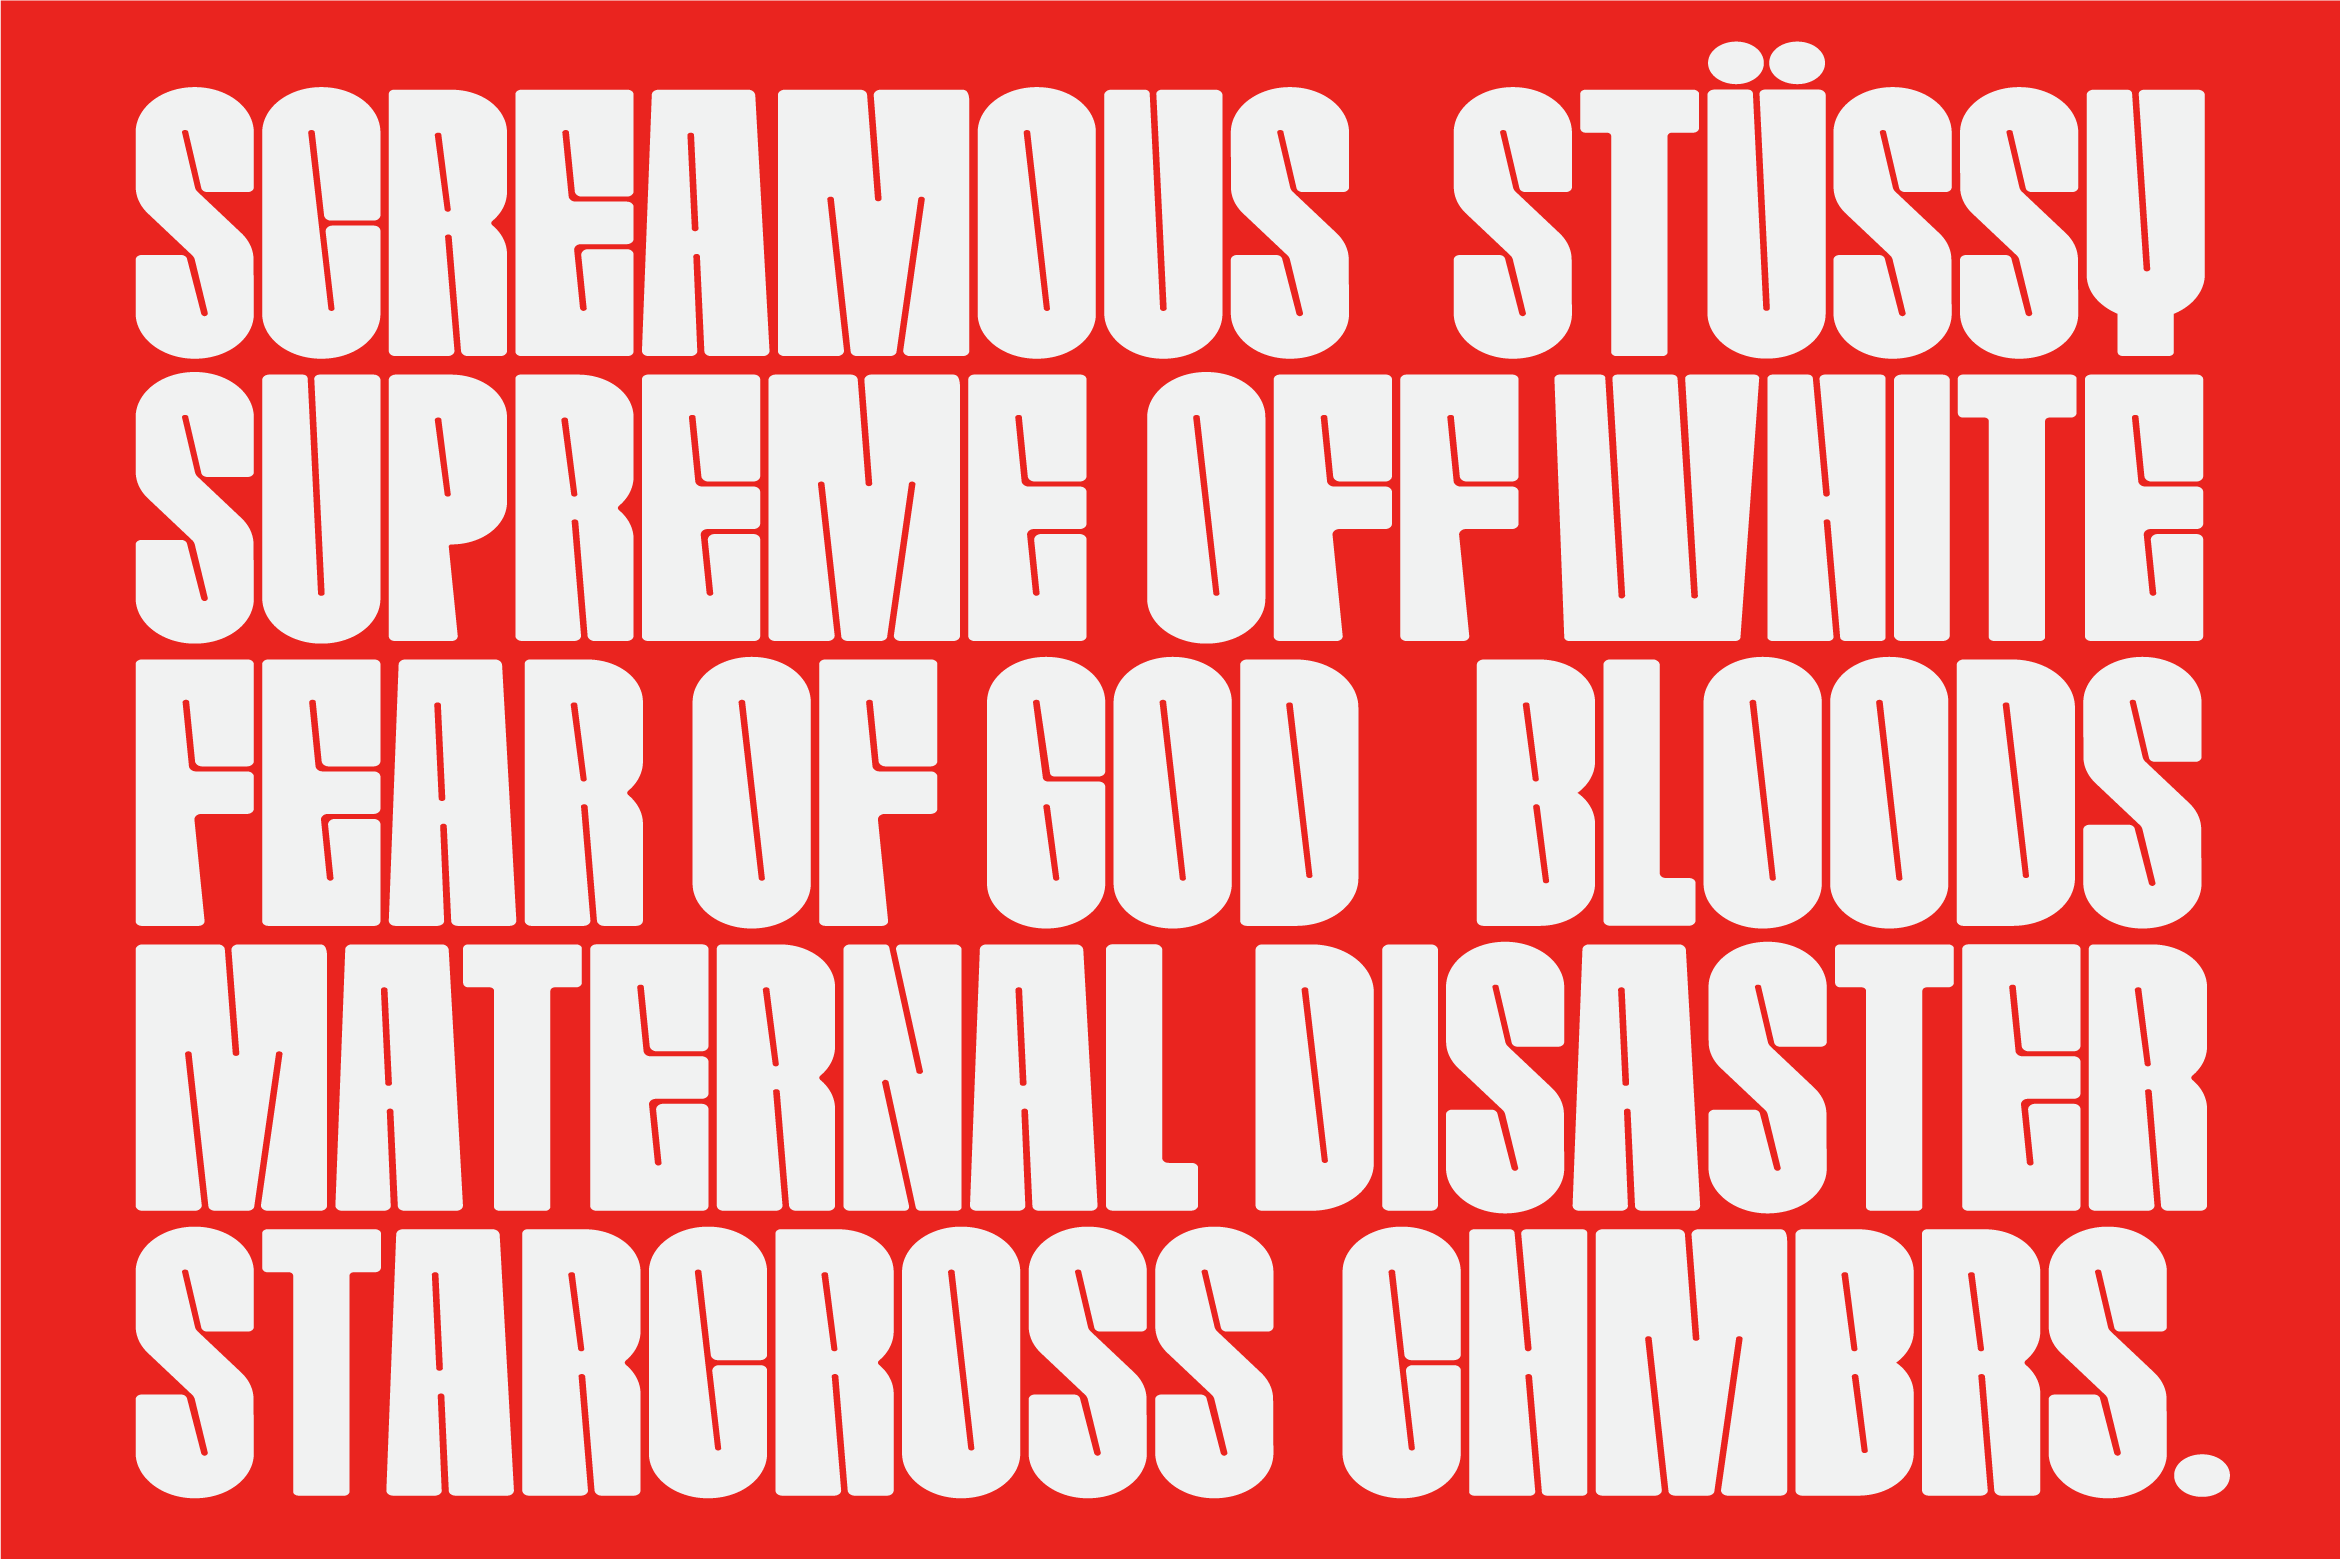 SCREAMOUS STÜSSY
SUPREME OFF WHITE
FEAR OF GOD BLOODS
MATERNAL DISASTER
STARCROSS CHMBRS.